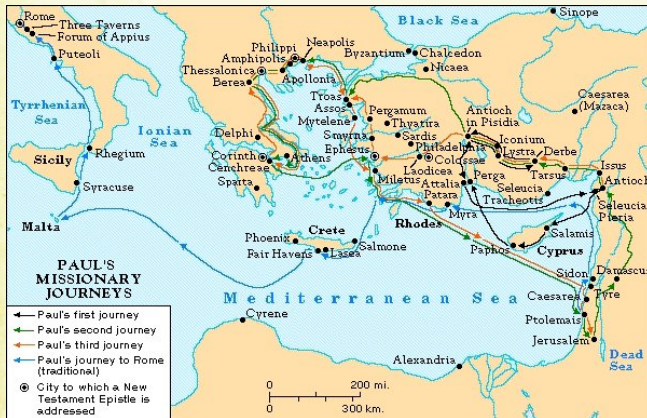 Rome
Three Taverns
Forum of Appius
Puteoli
Tyrrhenian
Sea
Ionian
Sea
Rhegium
Sicily
Syracuse
Malta
Black Sea
Sinope
Philippi
Neapolis
Amphipolis
Byzantium
Chalcedon
Thessalonica
Nicaea
Apollonia
Berea
Troas
Assos
Caesarea
(Mazaca)
Pergamum
Antioch
in Pisidia
Mytelene
Thyatira
Iconium
Delphi
Smyrna
Sardis
Lystra
Derbe
Philadelphia
Ephesus
Corinth
Athens
Colossae
Issus
Cenchreae
Laodicea
Tarsus
Antioch
Miletus
Perga
Sparta
Attalia
Seleucia
Tracheotis
Patara
Seleucia
Pieria
Myra
Crete
Rhodes
Salamis
Phoenix
Salmone
Paphos
Cyprus
Fair Havens
Lasea
Sidon
Damascus
Mediterranean Sea
Tyre
Caesarea
Cyrene
Ptolemais
Jerusalem
Alexandria
Dead
Sea
PAUL'S
MISSIONARY
JOURNEYS
Paul's first journey
Paul's second journey
Paul's third journey
Paul's journey to Rome
(traditional)
City to which a New
Testament Epistle is
addressed
0 200 mi.
0 300 km.